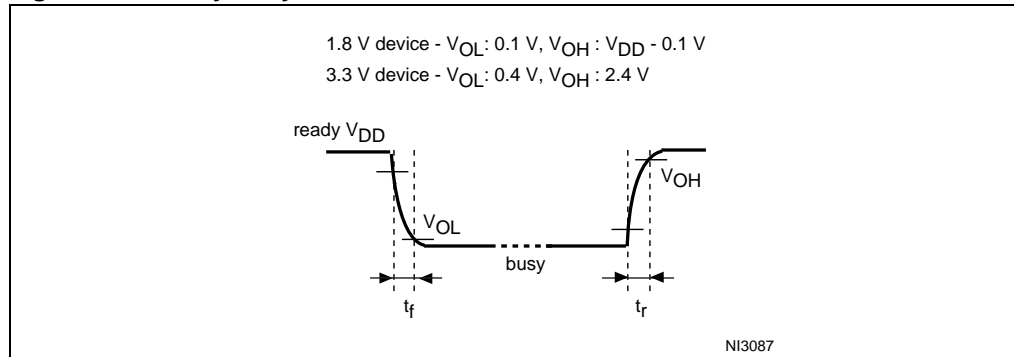 1.8 V device - VOL: 0.1 V, VOH : VDD - 0.1 V
3.3 V device - VOL: 0.4 V, VOH : 2.4 V
ready VDD
VOH
VOL
busy
tf
tr
NI3087